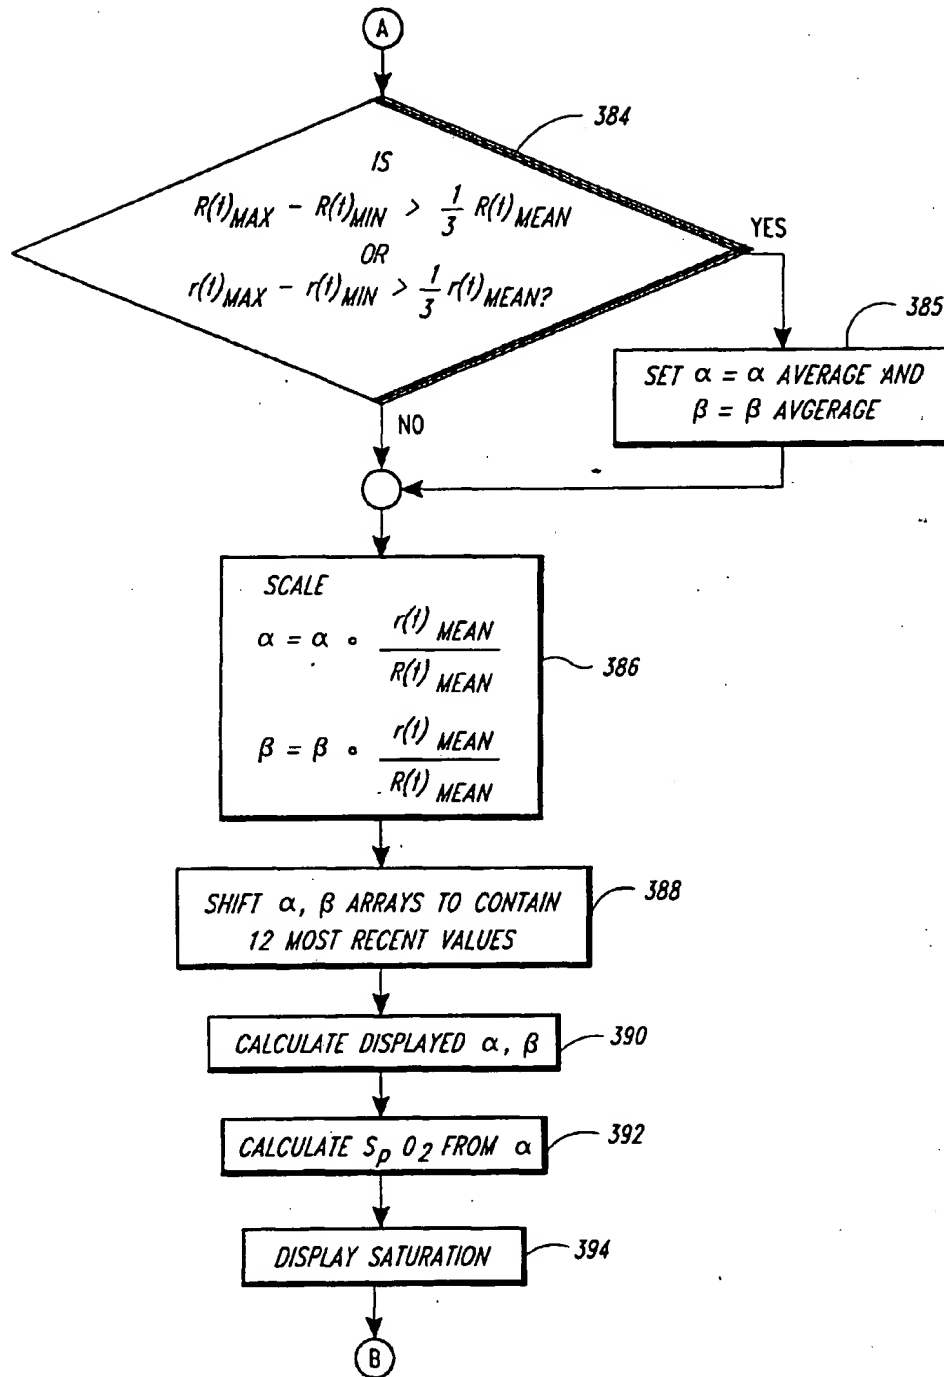 A
384
IS
R(t)MAX - R(t)MIN > 1/3 R(t)MEAN
OR
r(t)MAX - r(t)MIN > 1/3 r(t)MEAN?
YES
385
SET α = α AVERAGE AND
β = β AVGERAGE
NO
SCALE
α = α ∘ r(t) MEAN / R(t) MEAN
386
β = β ∘ r(t) MEAN / R(t) MEAN
SHIFT α, β ARRAYS TO CONTAIN
12 MOST RECENT VALUES
388
CALCULATE DISPLAYED α, β
390
CALCULATE Sp O2 FROM α
392
DISPLAY SATURATION
394
B